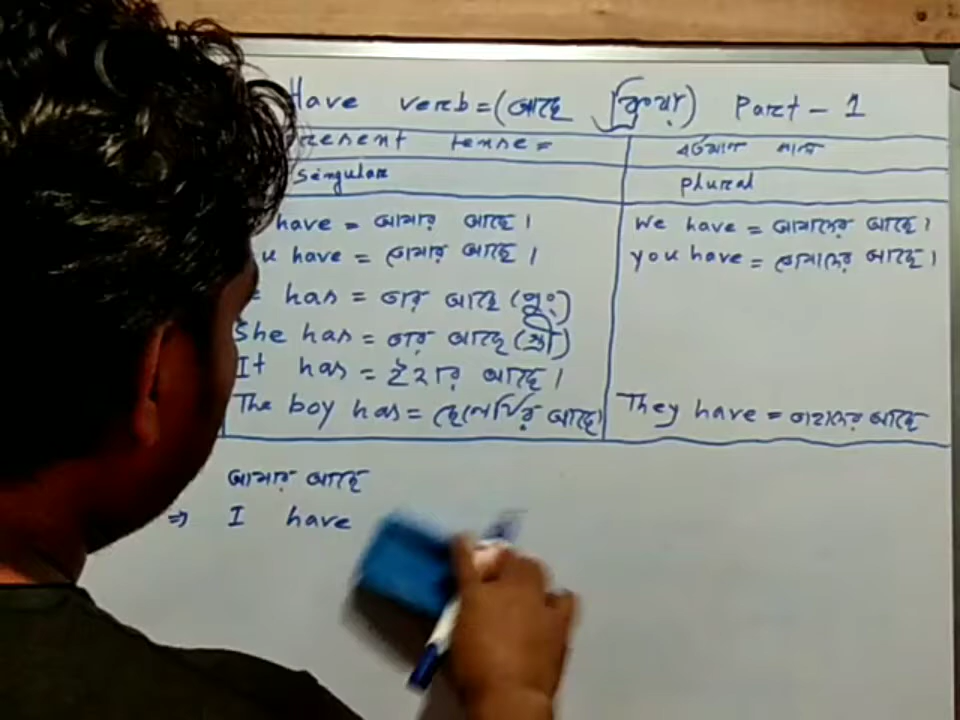 Have verb = (আছে ক্রিয়া) Part - 1
resent tense = বর্তমান কাল
Singular plural
have = আমার আছে। We have = আমাদের আছে।
u have = তোমার আছে। you have = তোমাদের আছে।
has = তার আছে (পুং)
She has = তার আছে (স্ত্রী)
It has = ইহার আছে।
The boy has = ছেলেটির আছে। They have = তাহাদের আছে
আমার আছে
⇒ I have